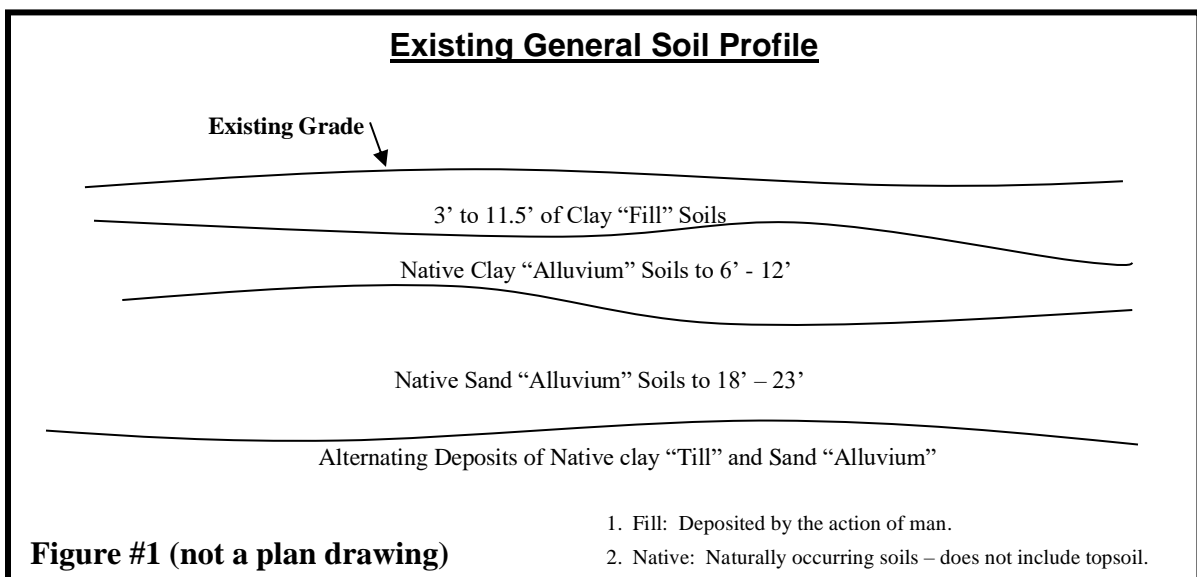 Existing General Soil Profile
Existing Grade
3’ to 11.5’ of Clay “Fill” Soils
Native Clay “Alluvium” Soils to 6’ - 12’
Native Sand “Alluvium” Soils to 18’ – 23’
Alternating Deposits of Native clay “Till” and Sand “Alluvium”
1. Fill: Deposited by the action of man.
2. Native: Naturally occurring soils – does not include topsoil.
Figure #1 (not a plan drawing)